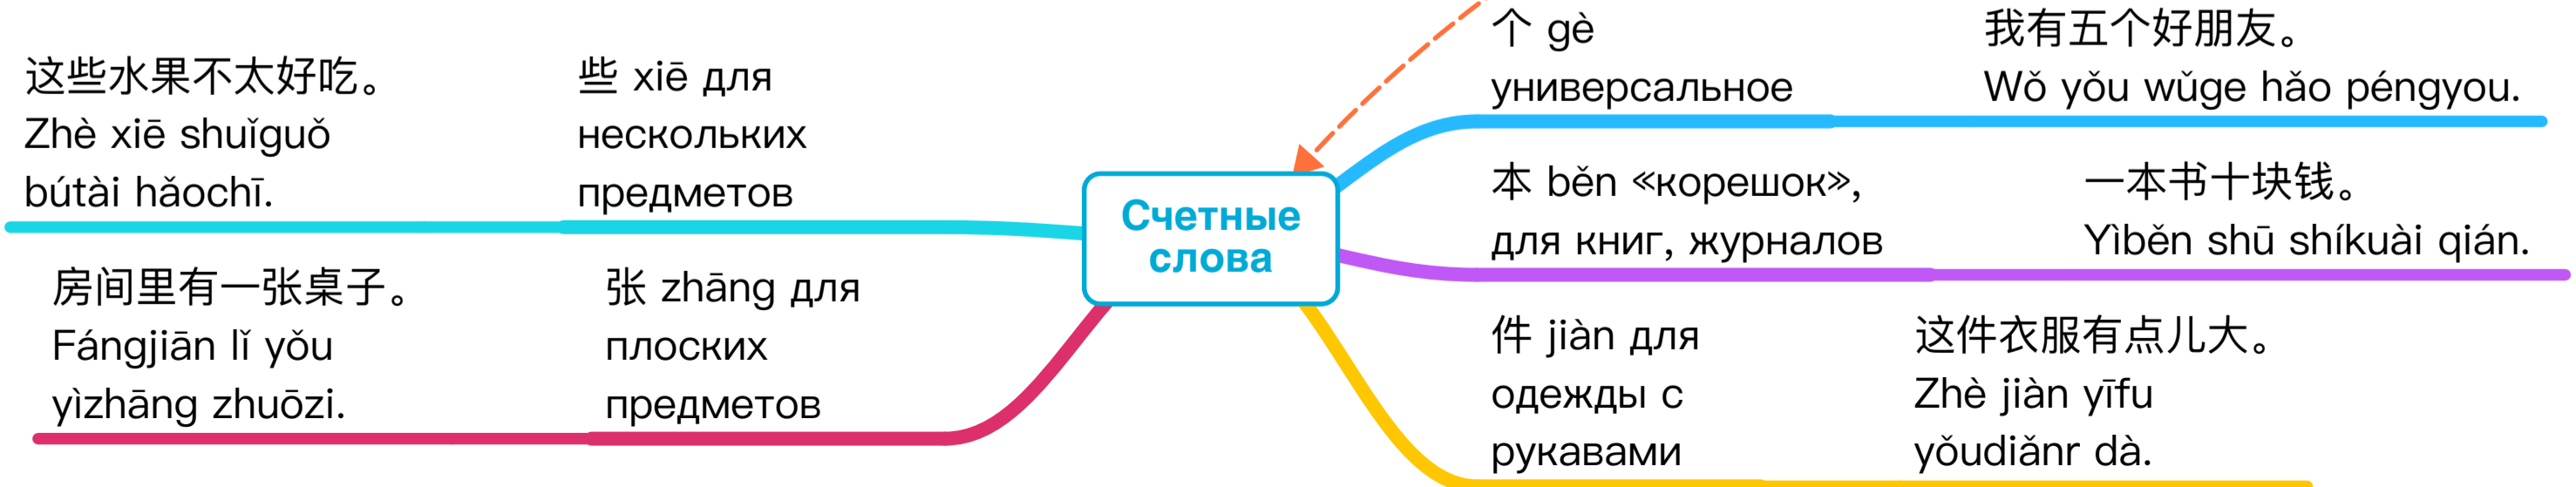 这些水果不太好吃。
Zhè xiē shuǐguǒ
bútài hǎochī.
些 xiē для
нескольких
предметов
房间里有一张桌子。
Fángjiān lǐ yǒu
yìzhāng zhuōzi.
张 zhāng для
плоских
предметов
Счетные
слова
个 gè
универсальное
我有五个好朋友。
Wǒ yǒu wǔge hǎo péngyou.
本 běn «корешок»,
для книг, журналов
一本书十块钱。
Yìběn shū shíkuài qián.
件 jiàn для
одежды с
рукавами
这件衣服有点儿大。
Zhè jiàn yīfu
yǒudiǎnr dà.